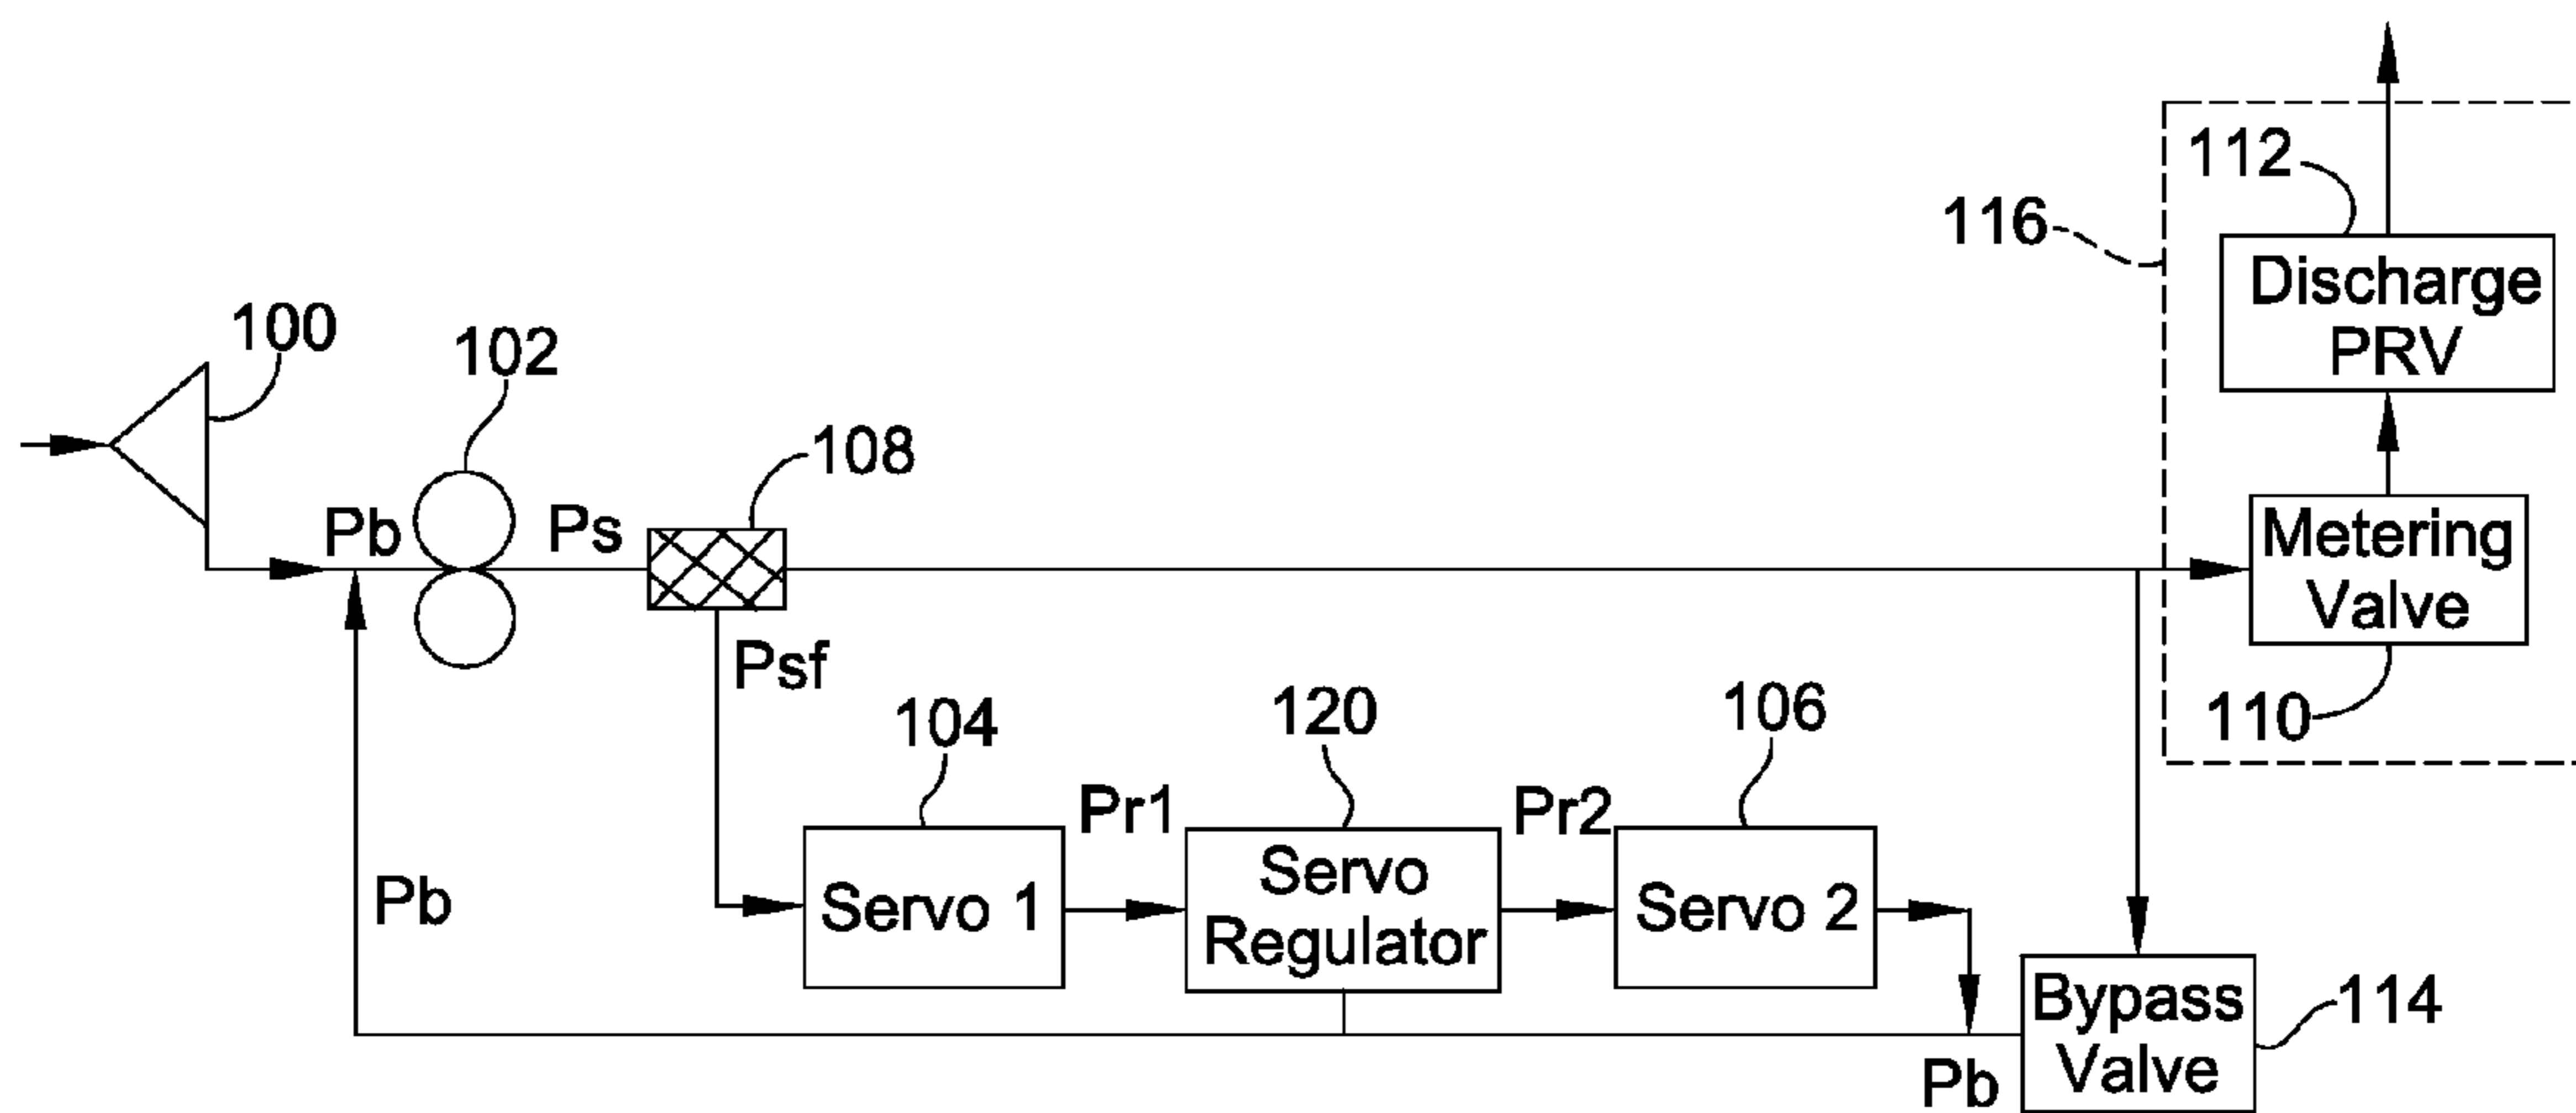 112
116
Discharge
PRV
100
102
108
Pb
Ps
Metering
Valve
Psf
110
104
120
106
Pr1
Pr2
Pb
Servo 1
Servo
Regulator
Servo 2
Bypass
Valve
114
Pb